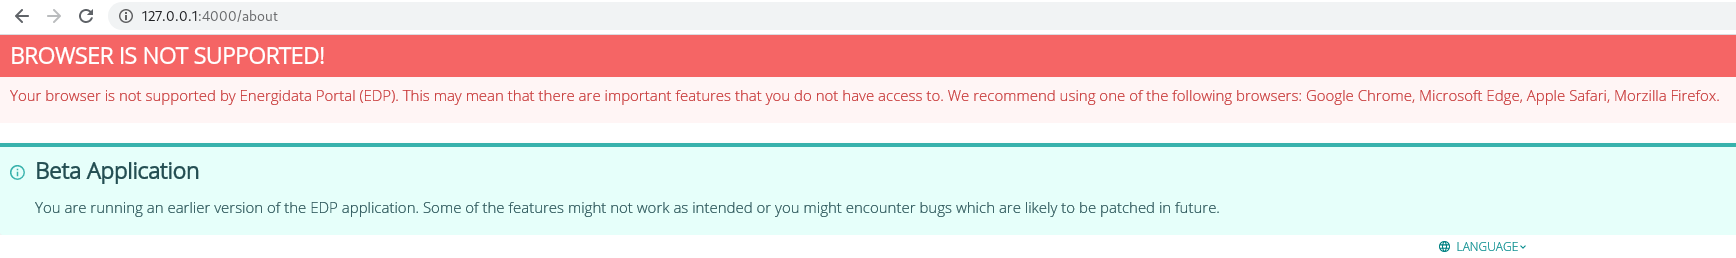 127.0.0.1:4000/about
BROWSER IS NOT SUPPORTED!
Your browser is not supported by Energidata Portal (EDP). This may mean that there are important features that you do not have access to. We recommend using one of the following browsers: Google Chrome, Microsoft Edge, Apple Safari, Morzilla Firefox.
Beta Application
You are running an earlier version of the EDP application. Some of the features might not work as intended or you might encounter bugs which are likely to be patched in future.
LANGUAGE